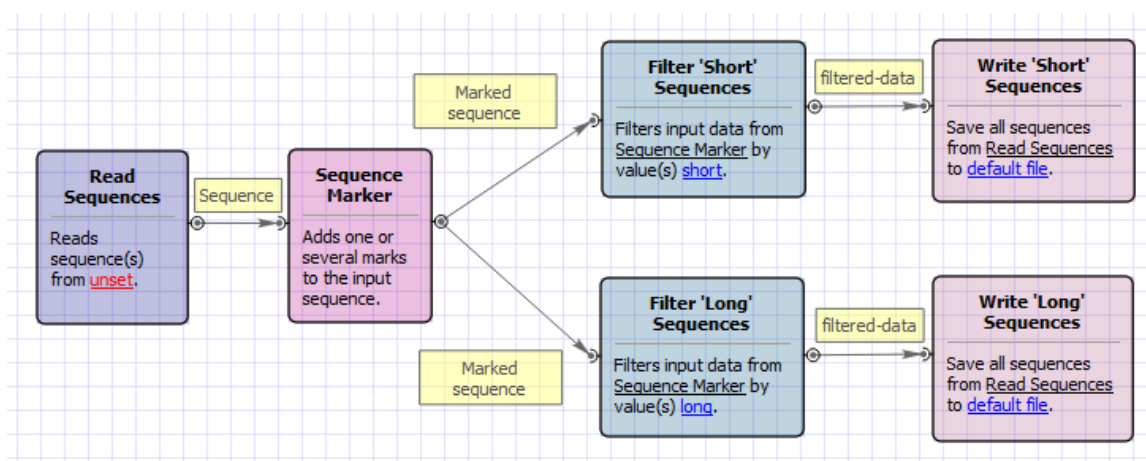 Read
Sequences
Reads
sequence(s)
from unset.
Sequence
Sequence
Marker
Adds one or
several marks
to the input
sequence.
Marked
sequence
Filter 'Short'
Sequences
Filters input data from
Sequence Marker by
value(s) short.
filtered-data
Write 'Short'
Sequences
Save all sequences
from Read Sequences
to default file.
Marked
sequence
Filter 'Long'
Sequences
Filters input data from
Sequence Marker by
value(s) long.
filtered-data
Write 'Long'
Sequences
Save all sequences
from Read Sequences
to default file.